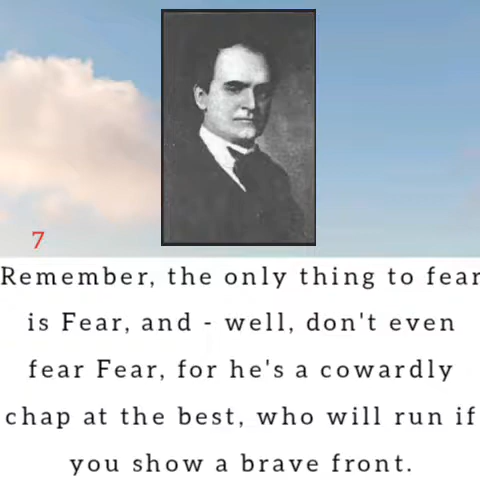 7
Remember, the only thing to fear
is Fear, and - well, don't even
fear Fear, for he's a cowardly
chap at the best, who will run if
you show a brave front.